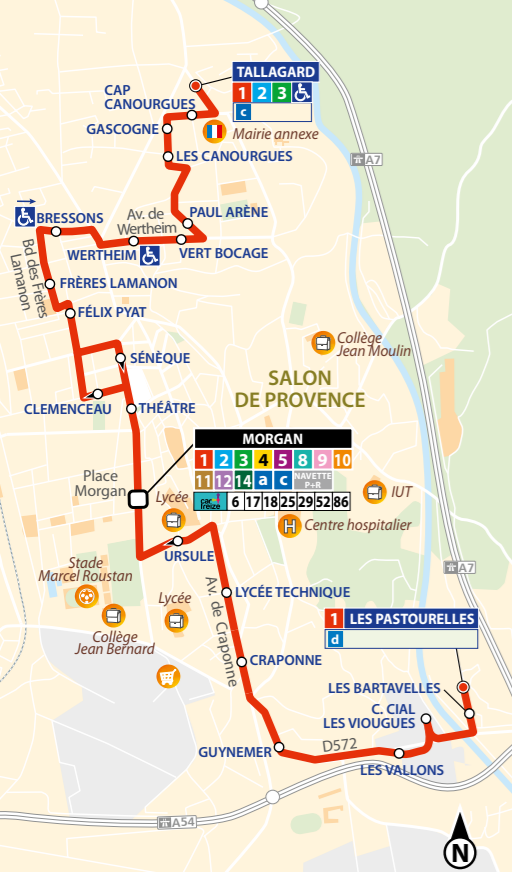 TALLAGARD
1 2 3
c
CAP
CANOURGUES
GASCOGNE
Mairie annexe
LES CANOURGUES
A7
BRESSONS
Av. de
Wertheim
PAUL ARÈNE
WERTHEIM
VERT BOCAGE
Bd des Frères
Lamanon
FRÈRES LAMANON
FÉLIX PYAT
Collège
Jean Moulin
SÉNÈQUE
SALON
DE PROVENCE
CLEMENCEAU
THÉÂTRE
MORGAN
1 2 3 4 5 8 9 10
11 12 14 a c NAVETTE
P+R
car
treize 6 17 18 25 29 52 86
Place
Morgan
Lycée
IUT
Centre hospitalier
URSULE
A7
Stade
Marcel Roustan
Lycée
Av. de Craponne
LYCÉE TECHNIQUE
Collège
Jean Bernard
1 LES PASTOURELLES
d
CRAPONNE
LES BARTAVELLES
C. CIAL
LES VIOUGUES
GUYNEMER
D572
LES VALLONS
A54
N